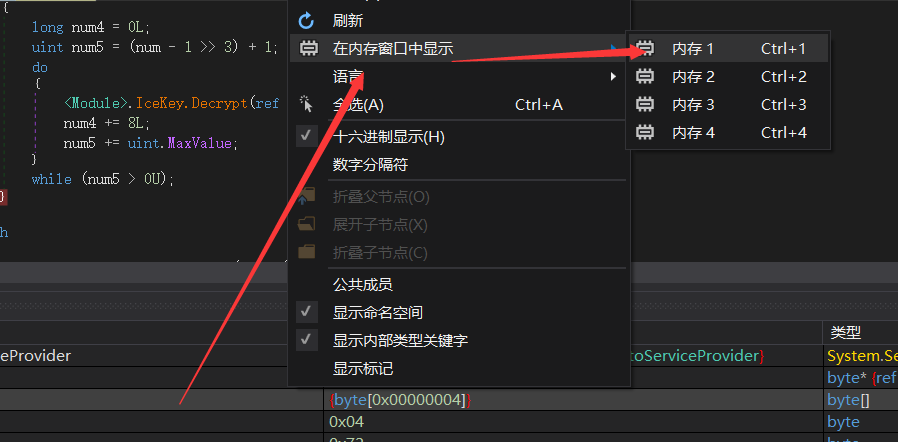 {
long num4 = 0L;
uint num5 = (num - 1 >> 3) + 1;
do
{
<Module>.IceKey.Decrypt(ref
num4 += 8L;
num5 += uint.MaxValue;
}
while (num5 > 0U);
}
h
刷新
在内存窗口中显示
语言
全选(A) Ctrl+A
十六进制显示(H)
数字分隔符
折叠父节点(O)
展开子节点(X)
折叠子节点(C)
公共成员
显示命名空间
显示内部类型关键字
显示标记
内存 1 Ctrl+1
内存 2 Ctrl+2
内存 3 Ctrl+3
内存 4 Ctrl+4
类型
eProvider toServiceProvider} System.Se
byte* {ref
{byte[0x00000004]} byte[]
0x04 byte